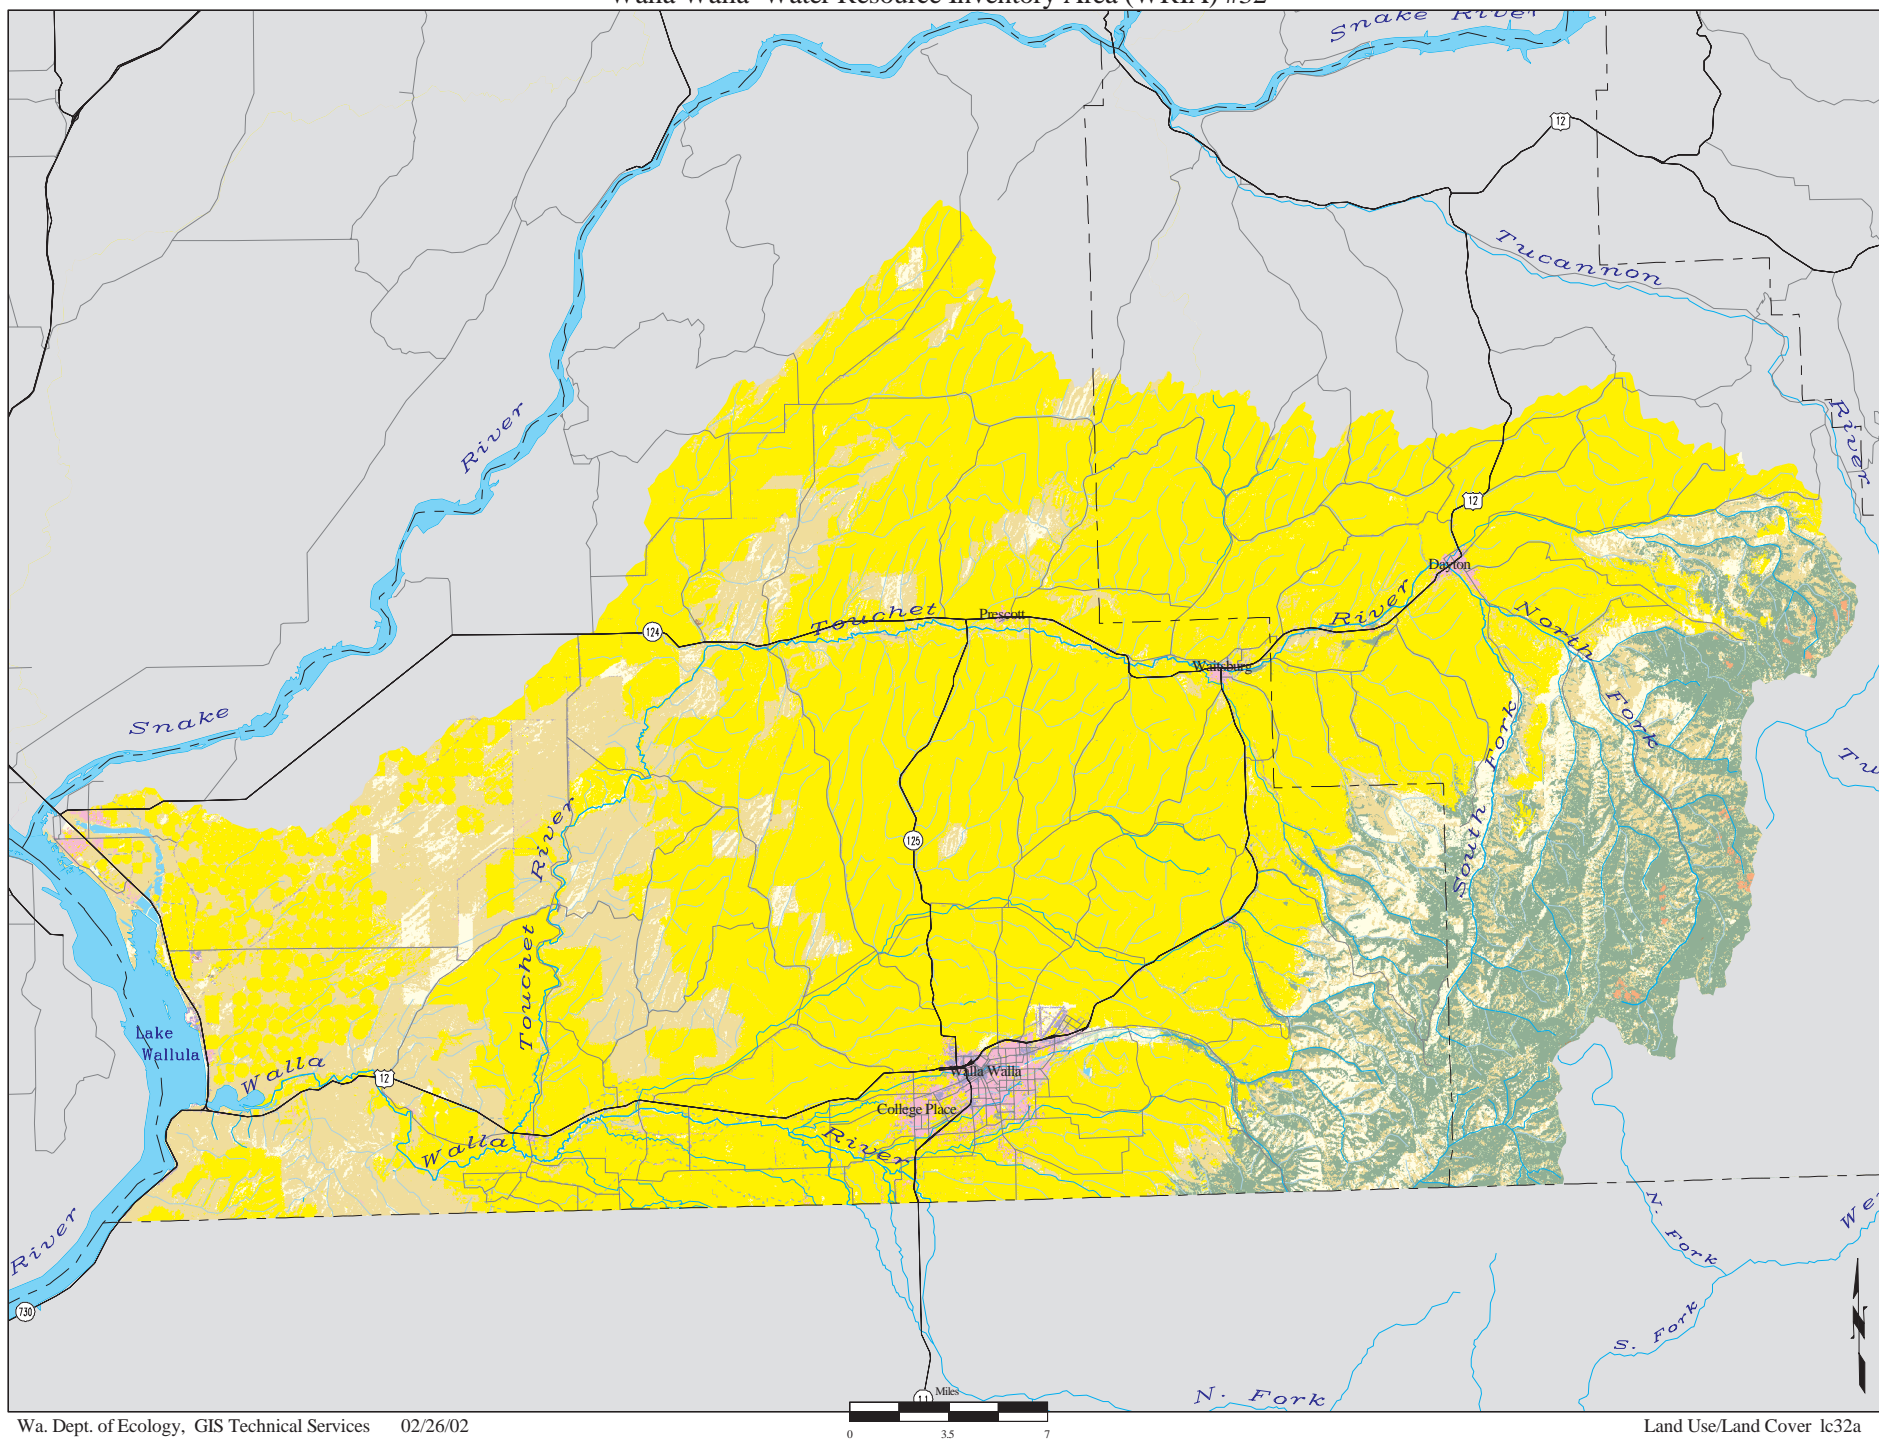 Walla Walla Water Resource Inventory Area (WRIA) #32
Snake River
12
Tucannon
River
River
12
Dayton
Touchet
Prescott
River
124
North
Waitsburg
Fork
Snake
South Fork
River
125
Touchet
Lake
Wallula
Walla
12
Walla Walla
College Place
Walla
River
River
N. Fork
S. Fork
730
N. Fork
Miles
0 3.5 7
N
Wa. Dept. of Ecology, GIS Technical Services 02/26/02
Land Use/Land Cover lc32a